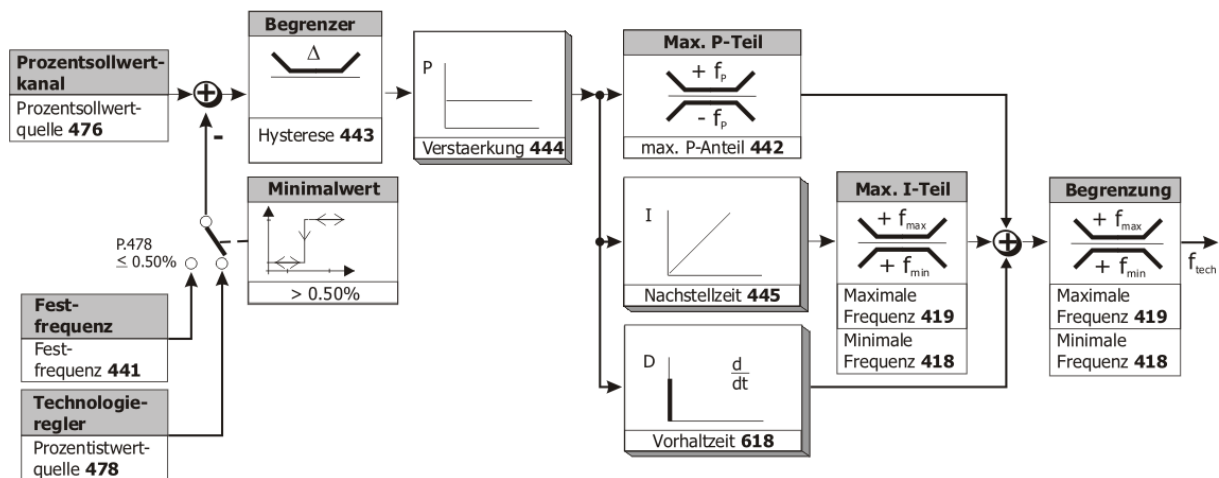 Begrenzer
Δ
Hysterese 443
Prozentsollwert-
kanal
Prozentsollwert-
quelle 476
+
-
P
Verstaerkung 444
Max. P-Teil
+ fP
- fP
max. P-Anteil 442
Minimalwert
> 0.50%
P.478
≤ 0.50%
I
Nachstellzeit 445
Max. I-Teil
+ fmax
+ fmin
Maximale
Frequenz 419
Minimale
Frequenz 418
+
Begrenzung
+ fmax
+ fmin
Maximale
Frequenz 419
Minimale
Frequenz 418
ftech
Fest-
frequenz
Fest-
frequenz 441
D
d
dt
Vorhaltzeit 618
Technologie-
regler
Prozentistwert-
quelle 478